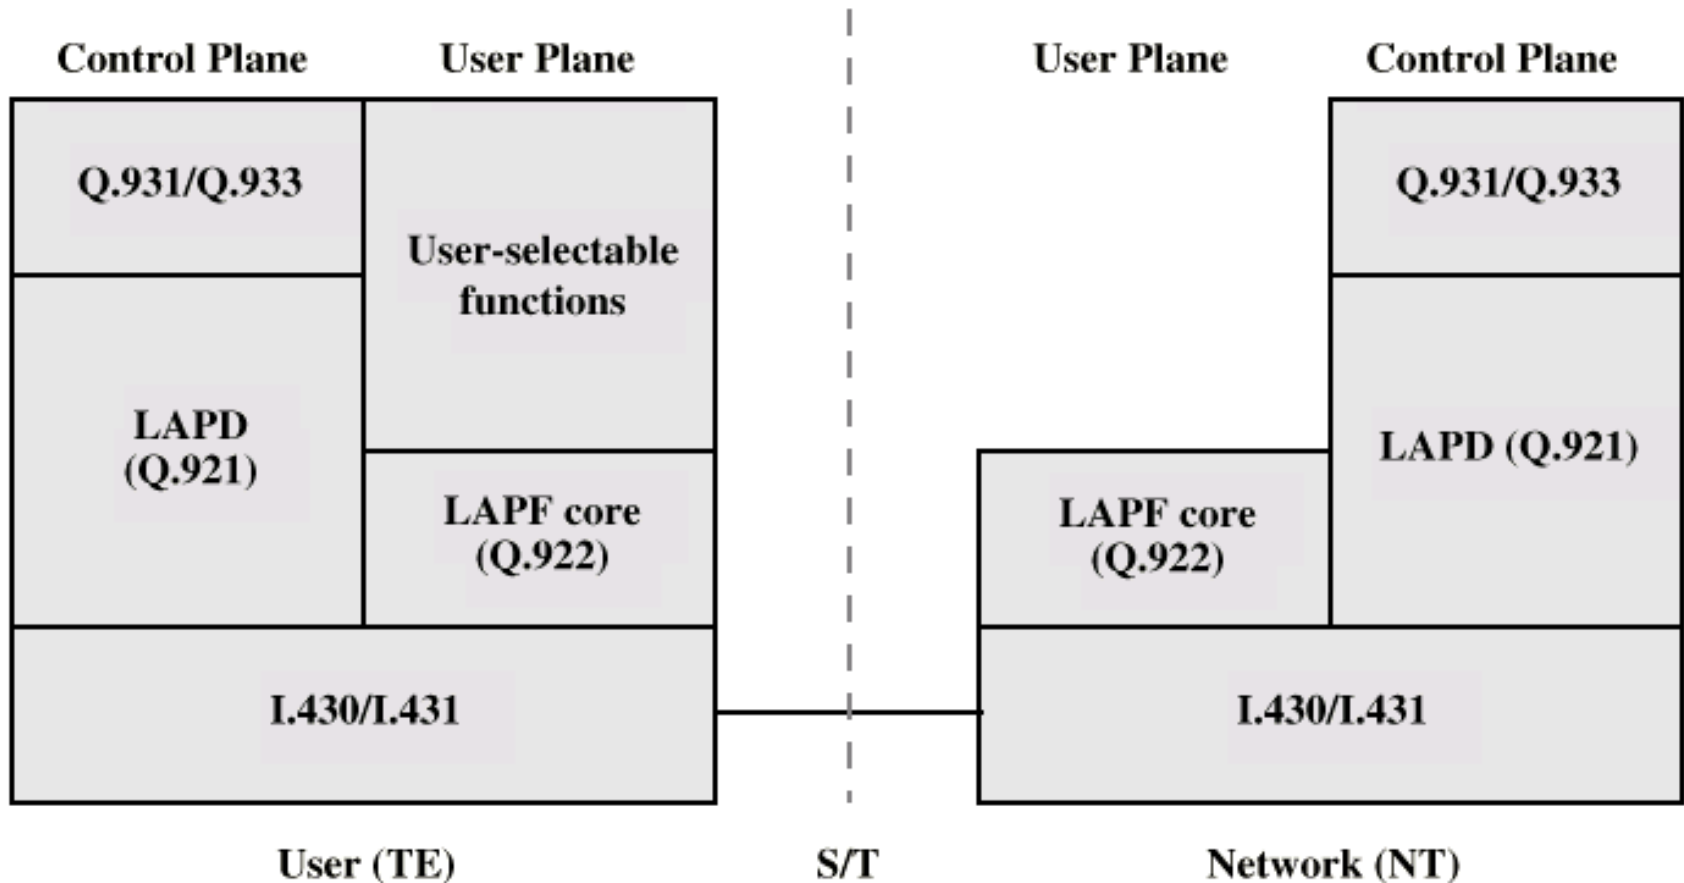 Control Plane
User Plane
User Plane
Control Plane
Q.931/Q.933
User-selectable
functions
LAPD
(Q.921)
LAPF core
(Q.922)
I.430/I.431
Q.931/Q.933
LAPD (Q.921)
LAPF core
(Q.922)
I.430/I.431
User (TE)
S/T
Network (NT)